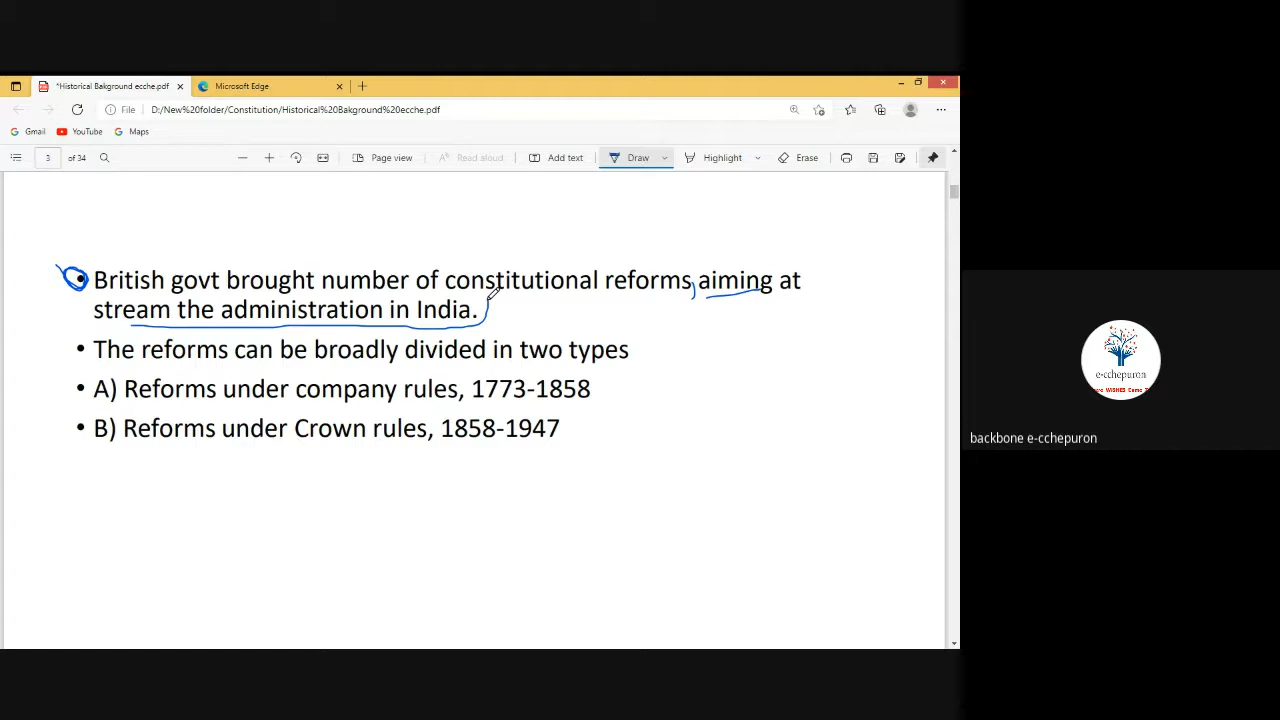 *Historical Bakground ecche.pdf
Microsoft Edge
File D:/New%20folder/Constitution/Historical%20Bakground%20ecche.pdf
Gmail YouTube Maps
3 of 34 Page view Read aloud Add text Draw Highlight Erase
• British govt brought number of constitutional reforms, aiming at
stream the administration in India.
• The reforms can be broadly divided in two types
• A) Reforms under company rules, 1773-1858
• B) Reforms under Crown rules, 1858-1947
e-cchepuron
WISHES Came
backbone e-cchepuron